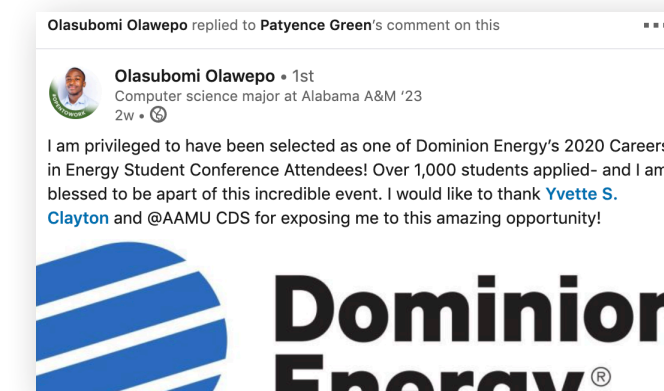 Olasubomi Olawepo replied to Patyence Green’s comment on this
Olasubomi Olawepo • 1st
Computer science major at Alabama A&M ‘23
2w •
#OPENTOWORK
I am privileged to have been selected as one of Dominion Energy’s 2020 Careers
in Energy Student Conference Attendees! Over 1,000 students applied- and I am
blessed to be apart of this incredible event. I would like to thank Yvette S.
Clayton and @AAMU CDS for exposing me to this amazing opportunity!
Dominion
Energy®